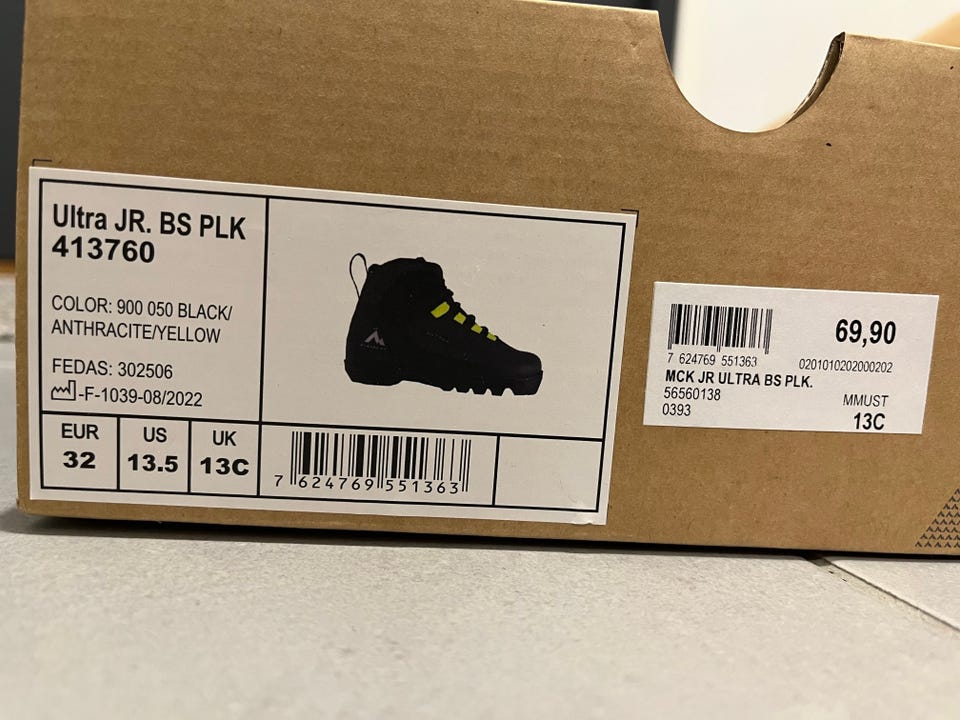 Ultra JR. BS PLK
413760
COLOR: 900 050 BLACK/
ANTHRACITE/YELLOW
FEDAS: 302506
-F-1039-08/2022
EUR
32
US
13.5
UK
13C
7 624769 551363
69,90
7 624769 551363
0201010202000202
MCK JR ULTRA BS PLK.
56560138
MMUST
0393
13C